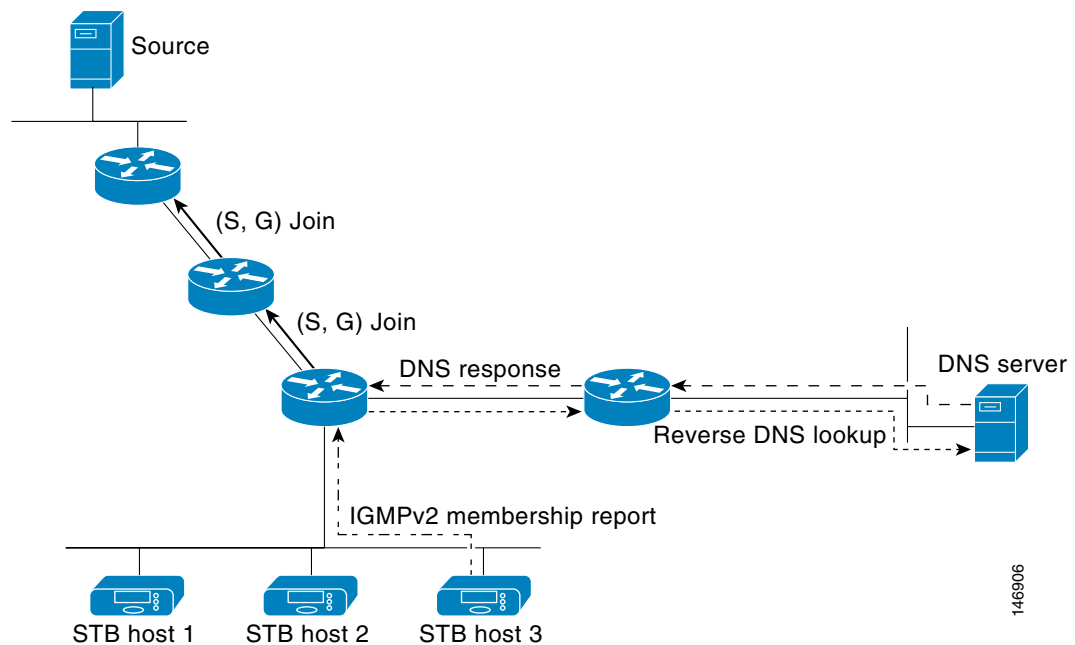 Source
(S, G) Join
(S, G) Join
DNS response
DNS server
Reverse DNS lookup
IGMPv2 membership report
STB host 1
STB host 2
STB host 3
146906